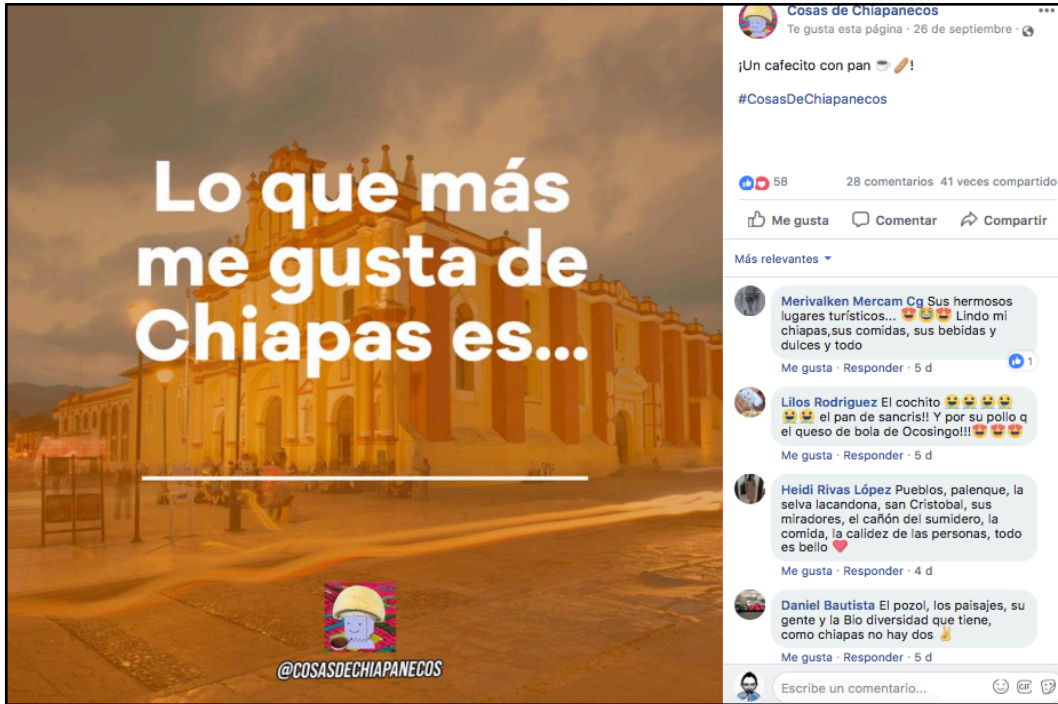 Lo que más
me gusta de
Chiapas es...
@COSASDECHIAPANECOS
Cosas de Chiapanecos
Te gusta esta página · 26 de septiembre ·
¡Un cafecito con pan ☕🥖!
#CosasDeChiapanecos
58 28 comentarios 41 veces compartido
Me gusta Comentar Compartir
Más relevantes
Merivalken Mercam Cg Sus hermosos
lugares turísticos... 😍😂😍 Lindo mi
chiapas,sus comidas, sus bebidas y
dulces y todo
1
Me gusta · Responder · 5 d
Lilos Rodriguez El cochito 😂😂😂😂
😂😂 el pan de sancris!! Y por su pollo q
el queso de bola de Ocosingo!!!😍😍😍
Me gusta · Responder · 5 d
Heidi Rivas López Pueblos, palenque, la
selva lacandona, san Cristobal, sus
miradores, el cañón del sumidero, la
comida, la calidez de las personas, todo
es bello ❤️
Me gusta · Responder · 4 d
Daniel Bautista El pozol, los paisajes, su
gente y la Bio diversidad que tiene,
como chiapas no hay dos ✌️
Me gusta · Responder · 5 d
Escribe un comentario... GIF